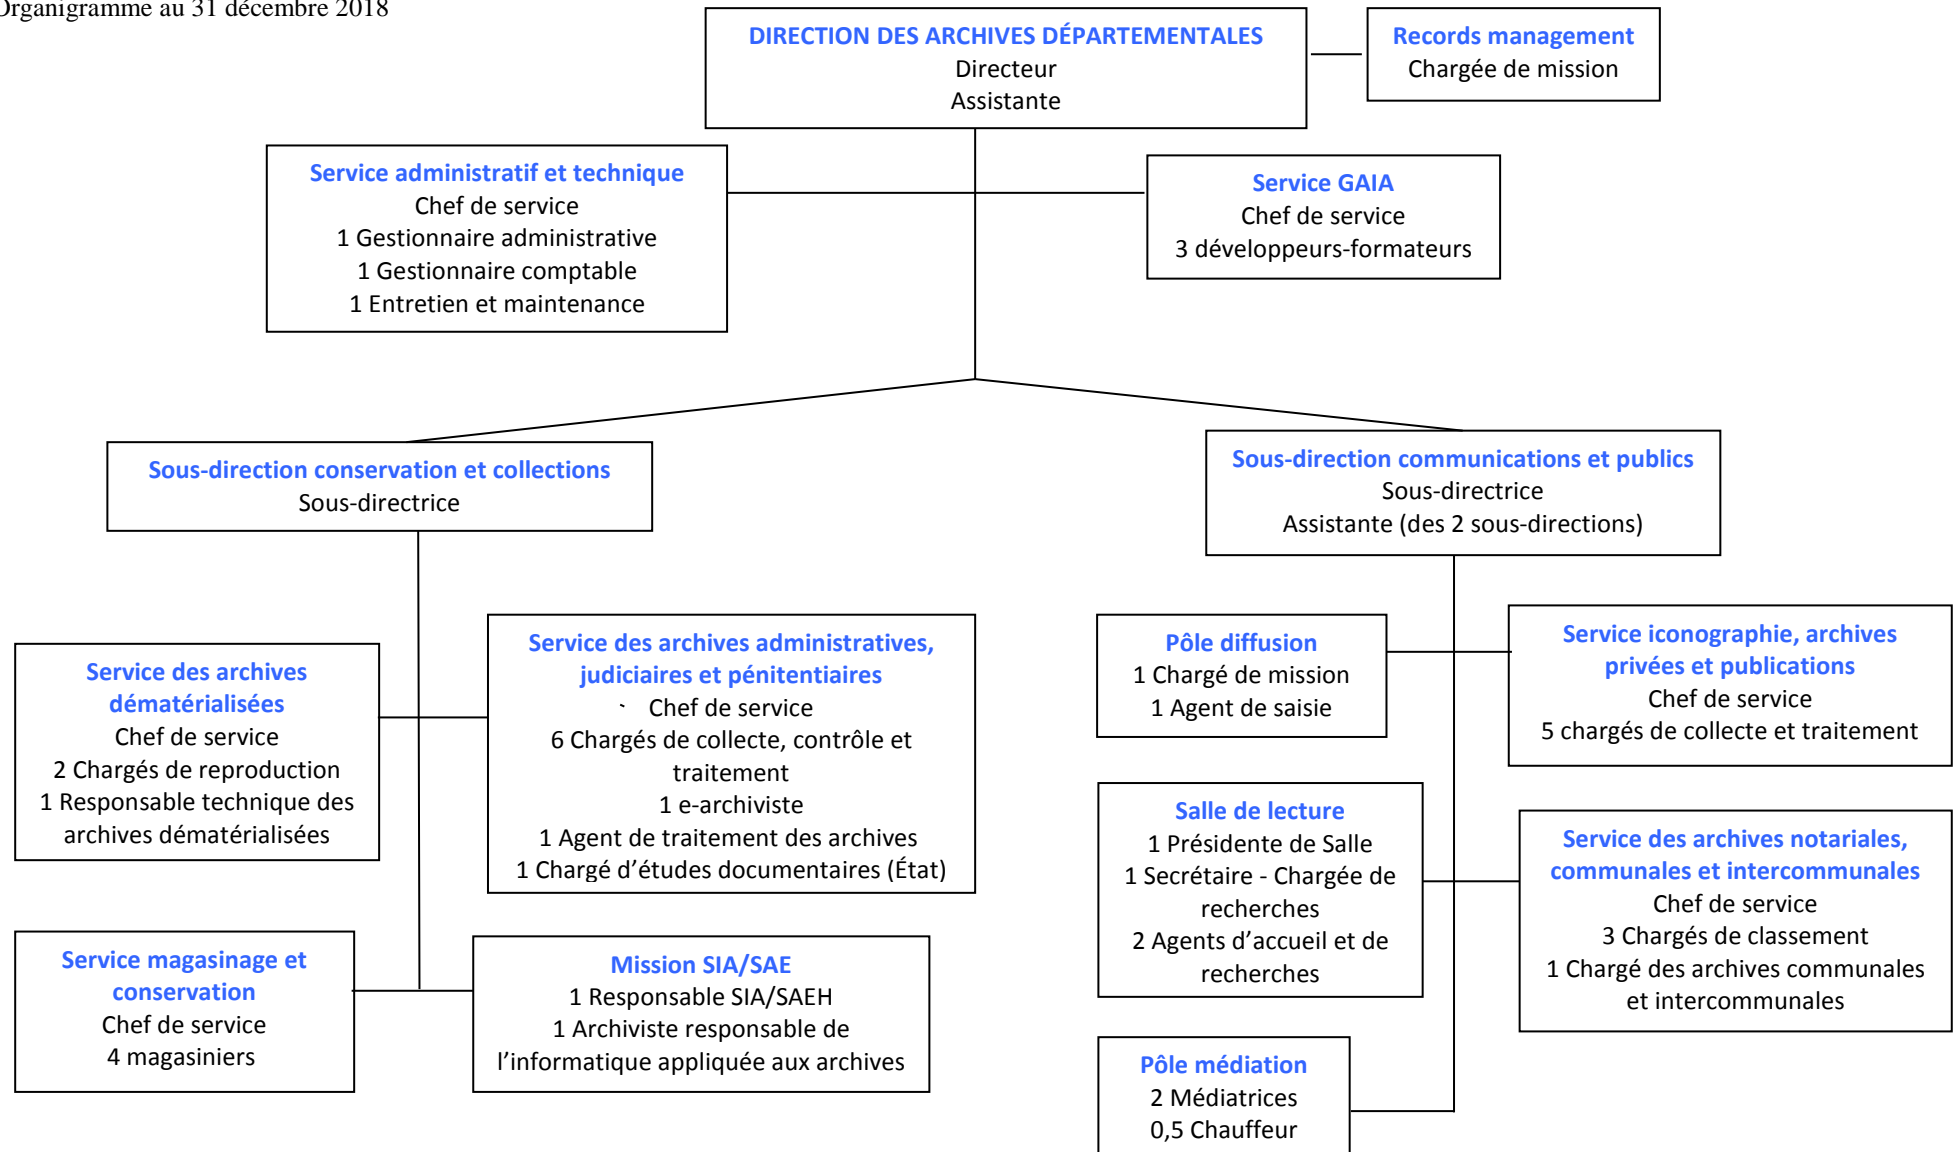 Organigramme au 31 décembre 2018
DIRECTION DES ARCHIVES DÉPARTEMENTALES
Directeur
Assistante
Records management
Chargée de mission
Service administratif et technique
Chef de service
1 Gestionnaire administrative
1 Gestionnaire comptable
1 Entretien et maintenance
Service GAIA
Chef de service
3 développeurs-formateurs
Sous-direction conservation et collections
Sous-directrice
Sous-direction communications et publics
Sous-directrice
Assistante (des 2 sous-directions)
Service des archives
dématérialisées
Chef de service
2 Chargés de reproduction
1 Responsable technique des
archives dématérialisées
Service des archives administratives,
judiciaires et pénitentiaires
` Chef de service
6 Chargés de collecte, contrôle et
traitement
1 e-archiviste
1 Agent de traitement des archives
1 Chargé d’études documentaires (État)
Service magasinage et
conservation
Chef de service
4 magasiniers
Mission SIA/SAE
1 Responsable SIA/SAEH
1 Archiviste responsable de
l’informatique appliquée aux archives
Pôle diffusion
1 Chargé de mission
1 Agent de saisie
Service iconographie, archives
privées et publications
Chef de service
5 chargés de collecte et traitement
Salle de lecture
1 Présidente de Salle
1 Secrétaire - Chargée de
recherches
2 Agents d’accueil et de
recherches
Service des archives notariales,
communales et intercommunales
Chef de service
3 Chargés de classement
1 Chargé des archives communales
et intercommunales
Pôle médiation
2 Médiatrices
0,5 Chauffeur